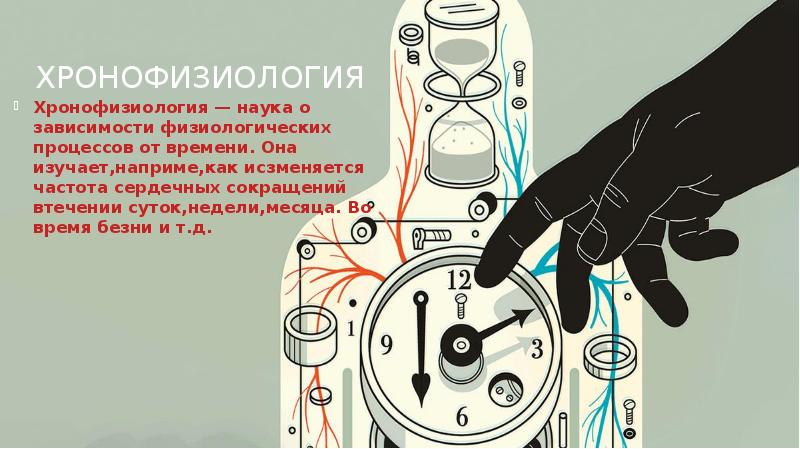 ХРОНОФИЗИОЛОГИЯ
Хронофизиология — наука о
зависимости физиологических
процессов от времени. Она
изучает,наприме,как исзменяется
частота сердечных сокращений
втечении суток,недели,месяца. Во
время безни и т.д.
12
1
9
3
6